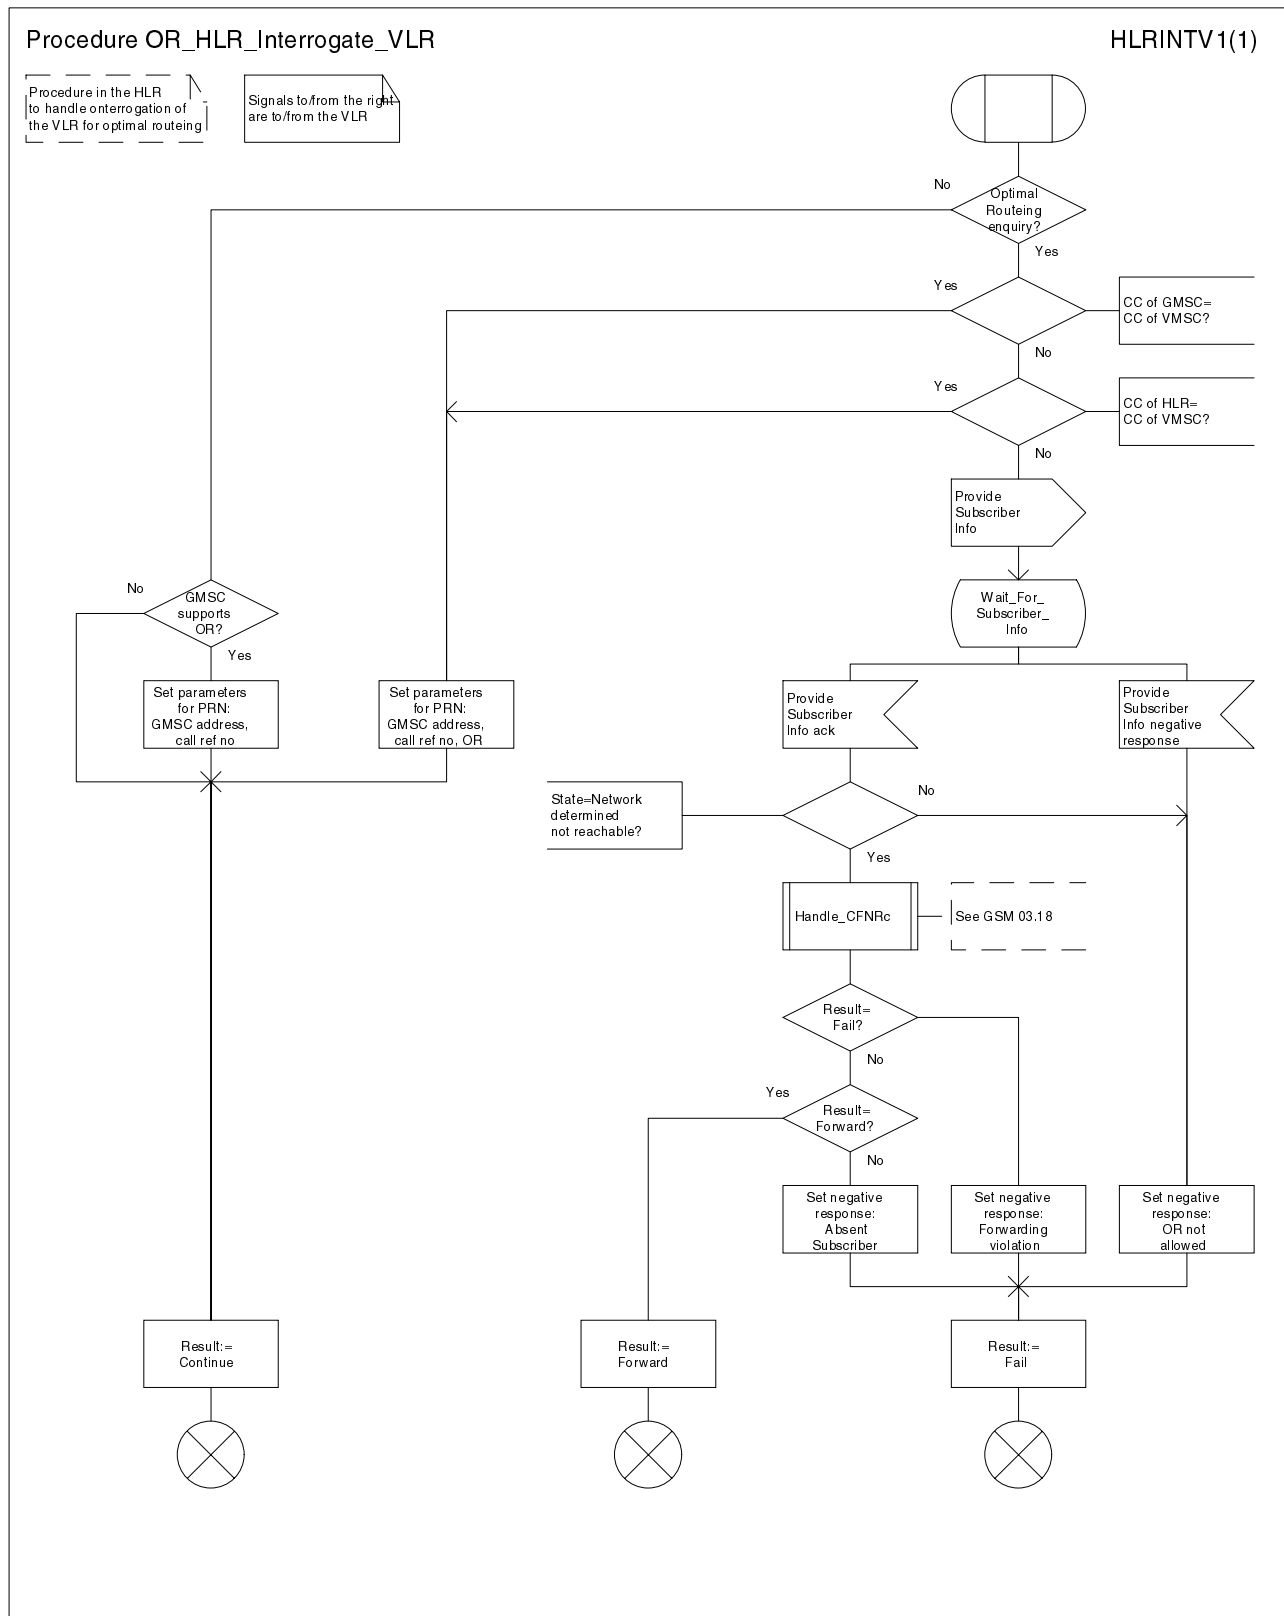 Procedure OR_HLR_Interrogate_VLR
HLRINTV1(1)
Procedure in the HLR
to handle onterrogation of
the VLR for optimal routeing
Signals to/from the right
are to/from the VLR
No
Optimal
Routeing
enquiry?
Yes
Yes
CC of GMSC=
CC of VMSC?
No
Yes
CC of HLR=
CC of VMSC?
No
Provide
Subscriber
Info
No
GMSC
supports
OR?
Yes
Wait_For_
Subscriber_
Info
Set parameters
for PRN:
GMSC address,
call ref no
Set parameters
for PRN:
GMSC address,
call ref no, OR
Provide
Subscriber
Info ack
Provide
Subscriber
Info negative
response
State=Network
determined
not reachable?
No
Yes
Handle_CFNRc
See GSM 03.18
Result=
Fail?
No
Yes
Result=
Forward?
No
Set negative
response:
Absent
Subscriber
Set negative
response:
Forwarding
violation
Set negative
response:
OR not
allowed
Result:=
Continue
Result:=
Forward
Result:=
Fail